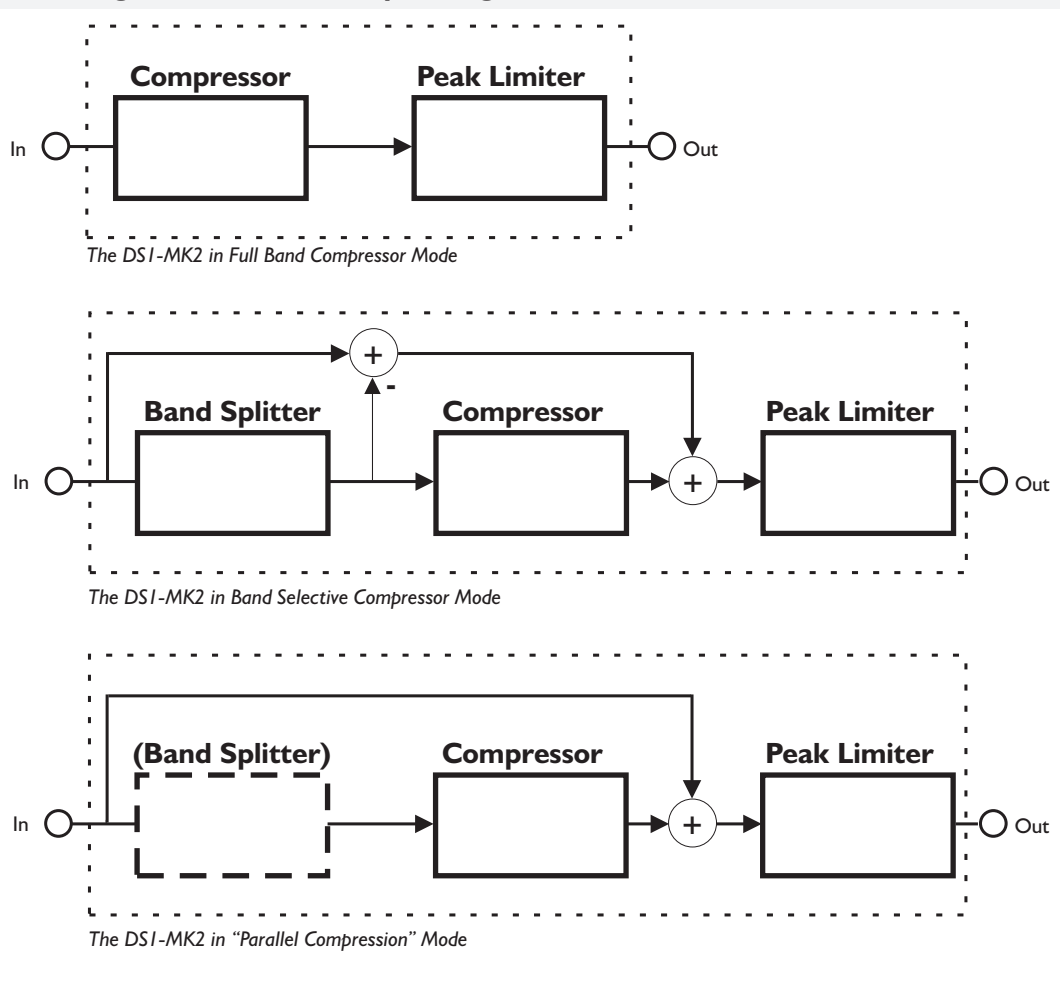 Compressor Peak Limiter
In Out
The DS1-MK2 in Full Band Compressor Mode
+
-
Band Splitter Compressor Peak Limiter
In + Out
The DS1-MK2 in Band Selective Compressor Mode
(Band Splitter) Compressor Peak Limiter
In + Out
The DS1-MK2 in “Parallel Compression” Mode